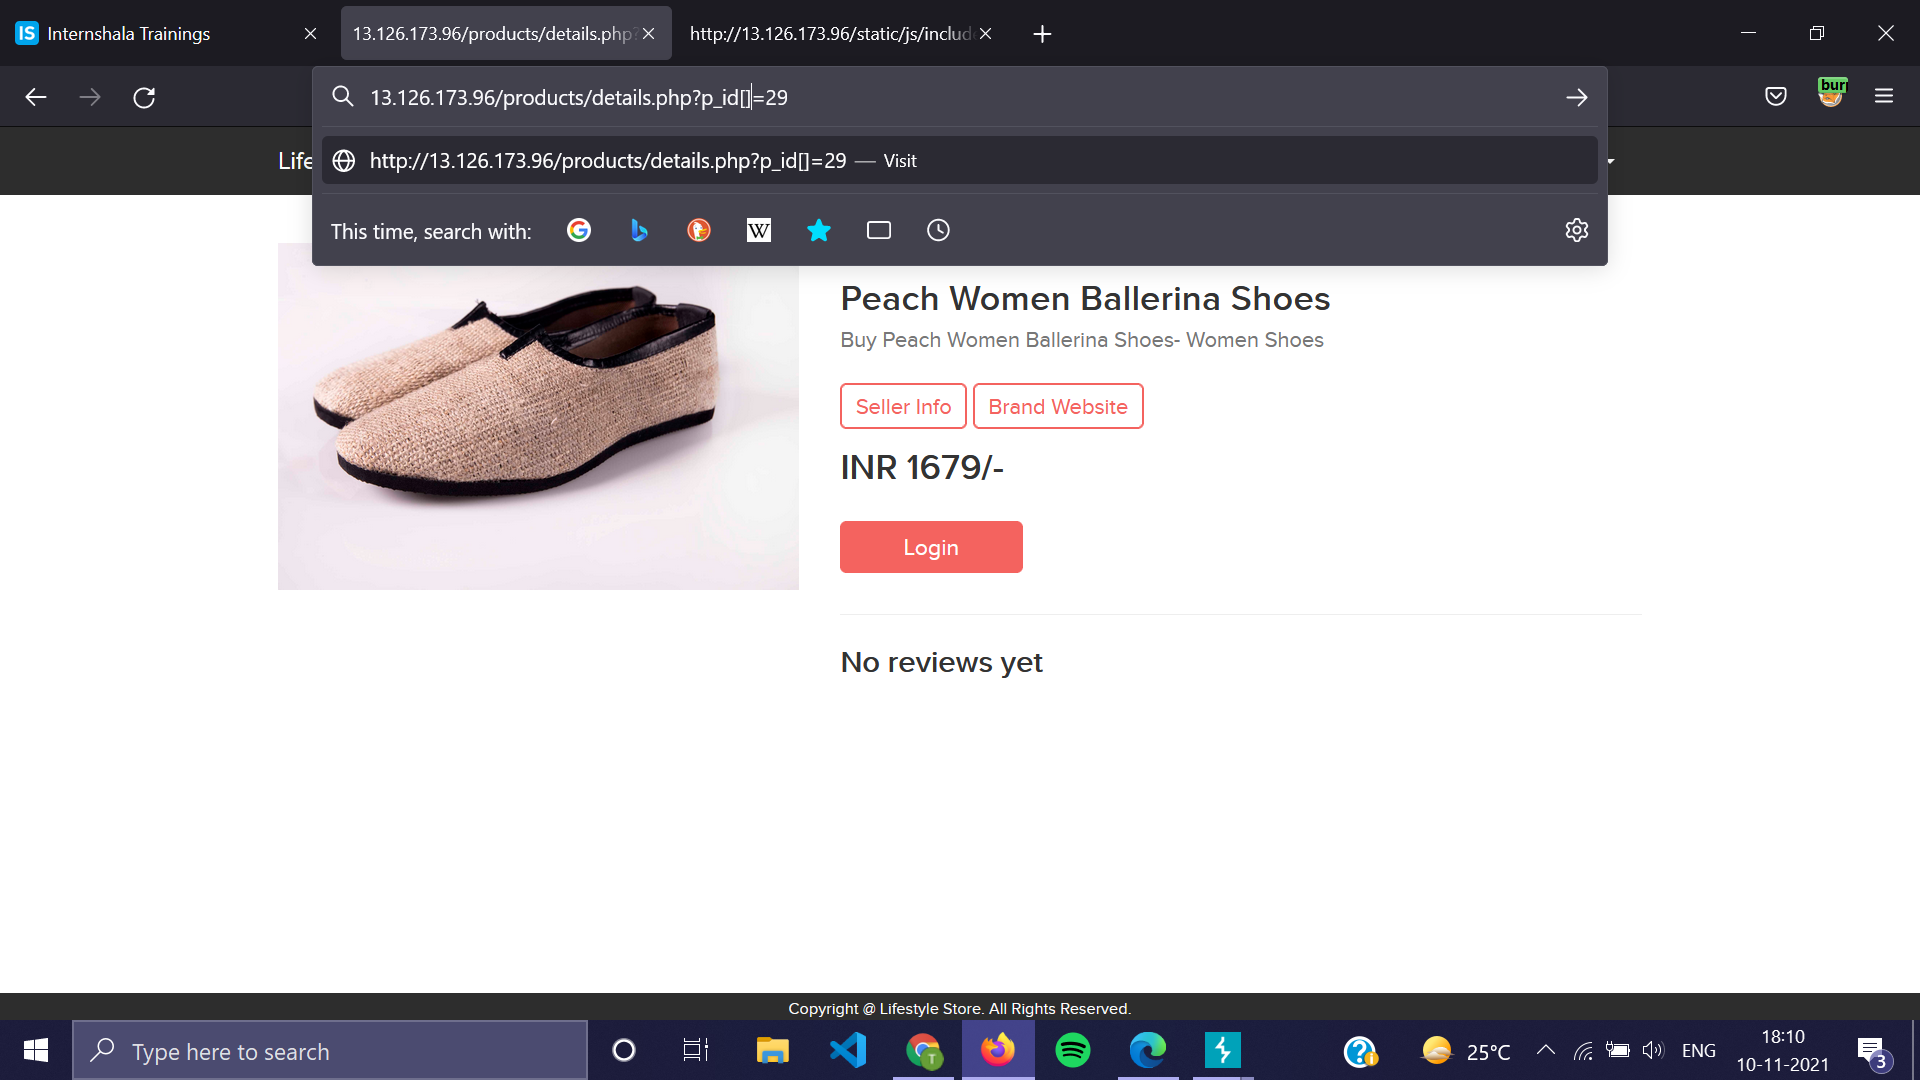 IS Internshala Trainings
13.126.173.96/products/details.php?
http://13.126.173.96/static/js/includ
13.126.173.96/products/details.php?p_id[]=29
bur
Life
http://13.126.173.96/products/details.php?p_id[]=29 — Visit
This time, search with:
W
Peach Women Ballerina Shoes
Buy Peach Women Ballerina Shoes- Women Shoes
Seller Info
Brand Website
INR 1679/-
Login
No reviews yet
Copyright @ Lifestyle Store. All Rights Reserved.
Type here to search
T
25°C
ENG
18:10
10-11-2021
3